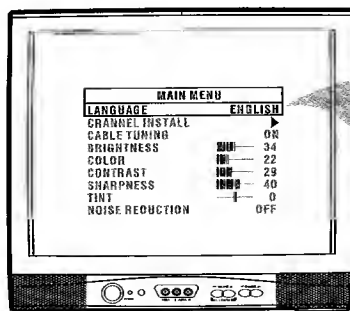 MAIN MENU
LANGUAGE ENGLISH
CHANNEL INSTALL
CABLE TUNING ON
BRIGHTNESS 34
COLOR 22
CONTRAST 29
SHARPNESS 40
TINT 0
NOISE REDUCTION OFF